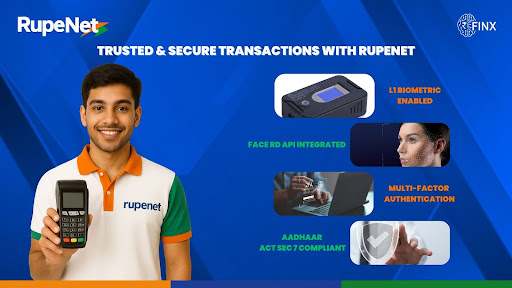 RupeNet
FINX
TRUSTED & SECURE TRANSACTIONS WITH RUPENET
L1 BIOMETRIC
ENABLED
FACE RD API INTEGRATED
MULTI-FACTOR
AUTHENTICATION
rupenet
AADHAAR
ACT SEC 7 COMPLIANT